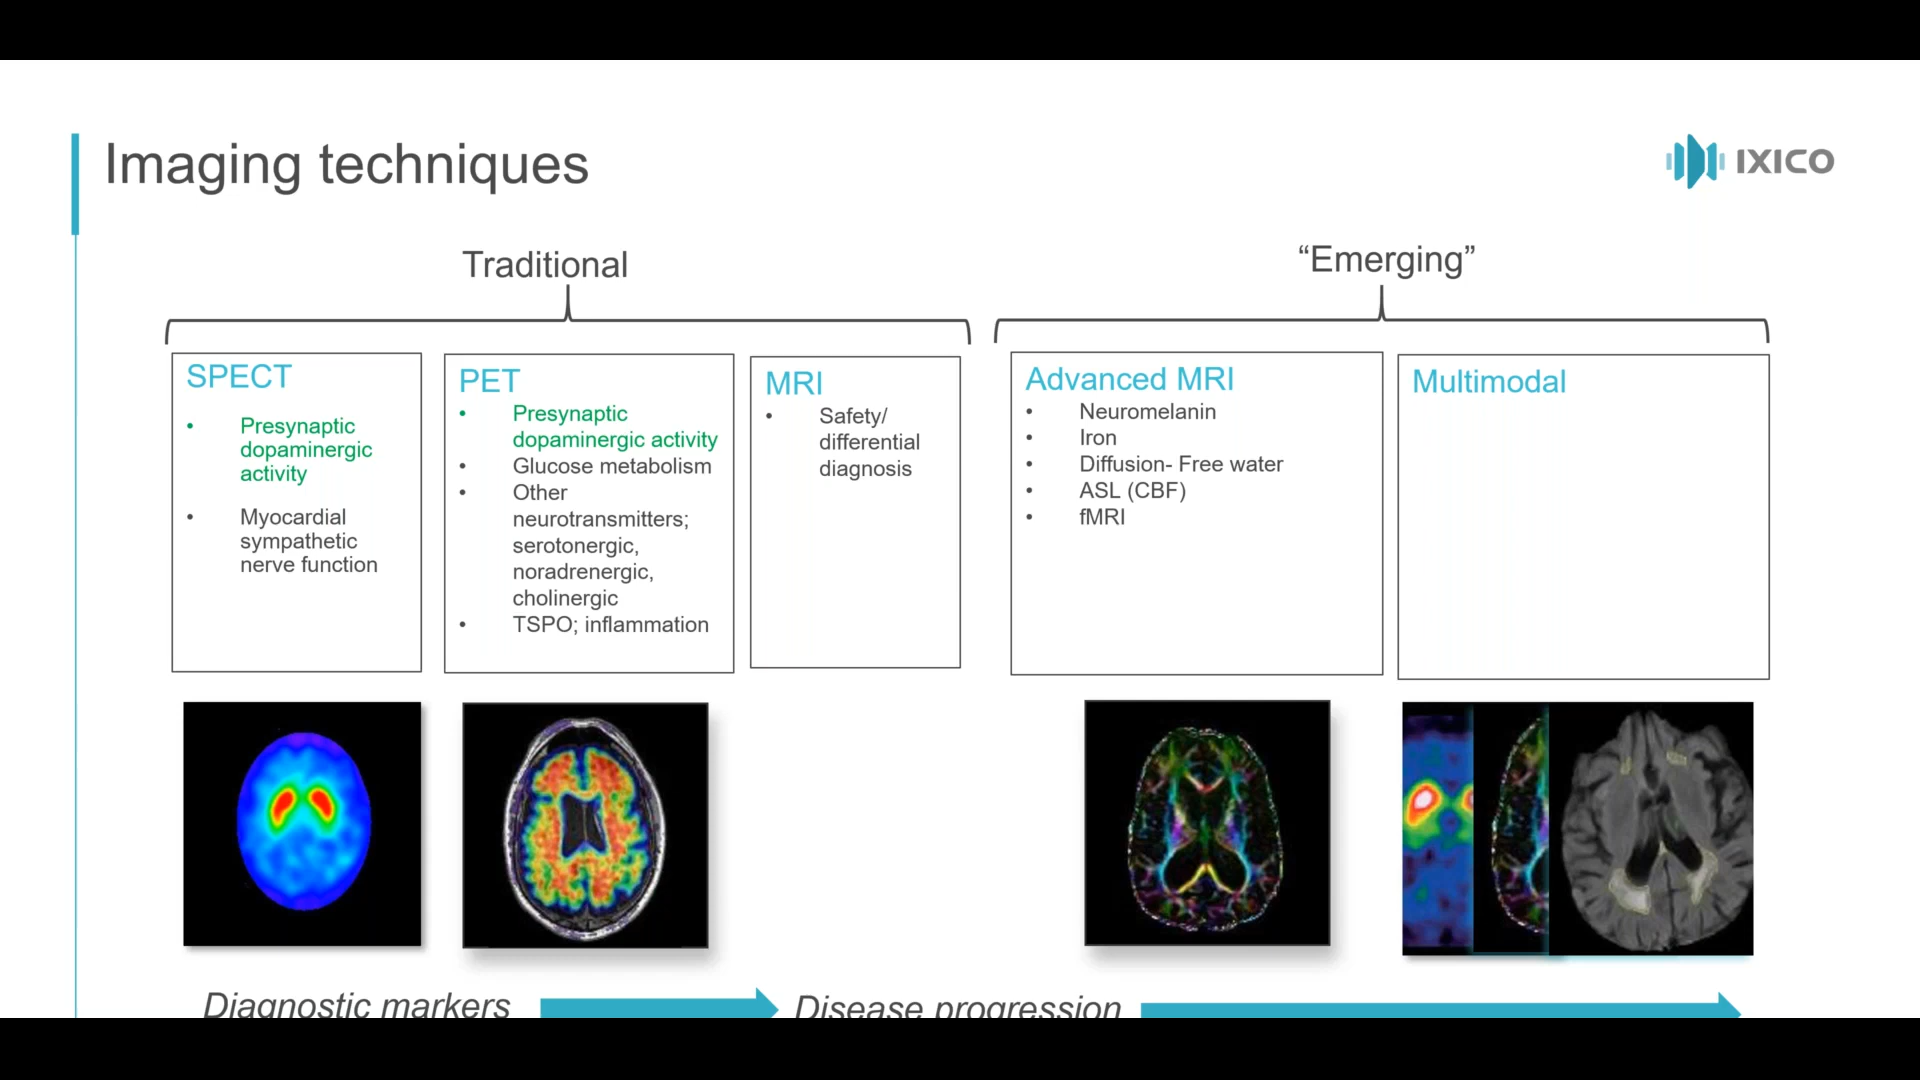 Imaging techniques
IXICO
Traditional
“Emerging”
SPECT
• Presynaptic
dopaminergic
activity
• Myocardial
sympathetic
nerve function
PET
• Presynaptic
dopaminergic activity
• Glucose metabolism
• Other
neurotransmitters;
serotonergic,
noradrenergic,
cholinergic
• TSPO; inflammation
MRI
• Safety/
differential
diagnosis
Advanced MRI
• Neuromelanin
• Iron
• Diffusion- Free water
• ASL (CBF)
• fMRI
Multimodal
Diagnostic markers
Disease progression